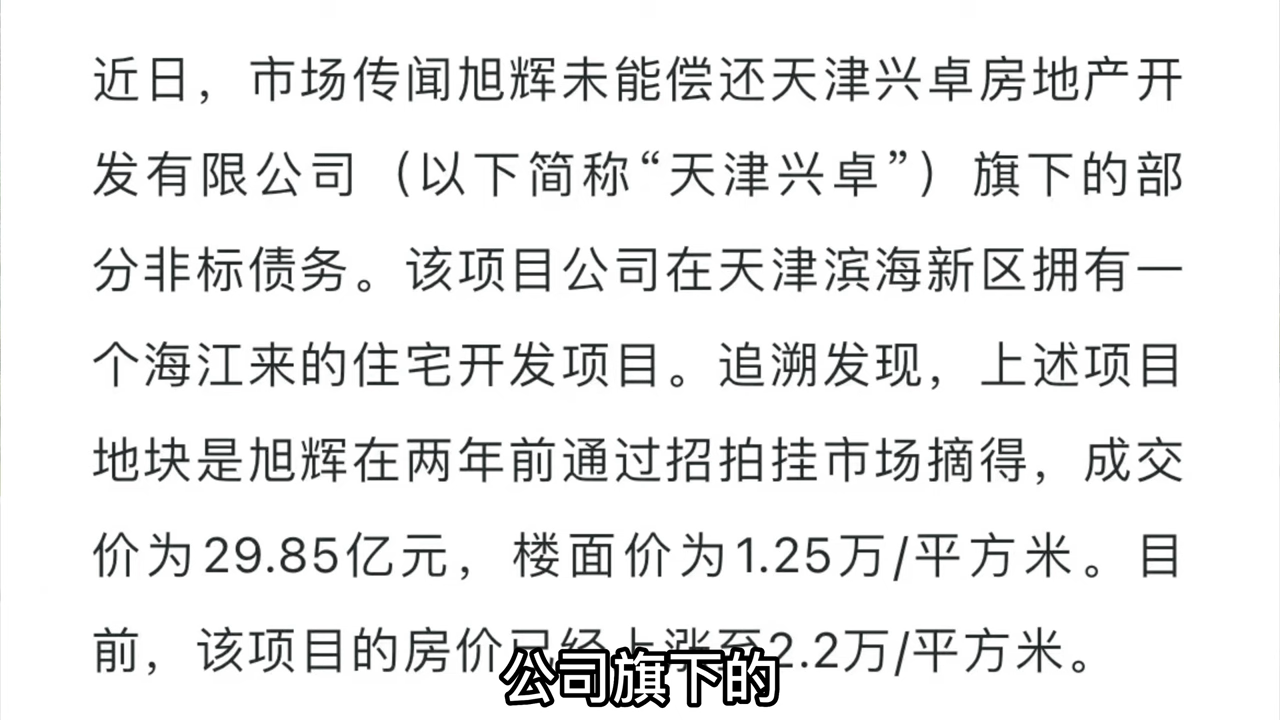 近日，市场传闻旭辉未能偿还天津兴卓房地产开
发有限公司（以下简称“天津兴卓”）旗下的部
分非标债务。该项目公司在天津滨海新区拥有一
个海江来的住宅开发项目。追溯发现，上述项目
地块是旭辉在两年前通过招拍挂市场摘得，成交
价为29.85亿元，楼面价为1.25万/平方米。目
前，该项目的房价已经上涨至2.2万/平方米。
公司旗下的